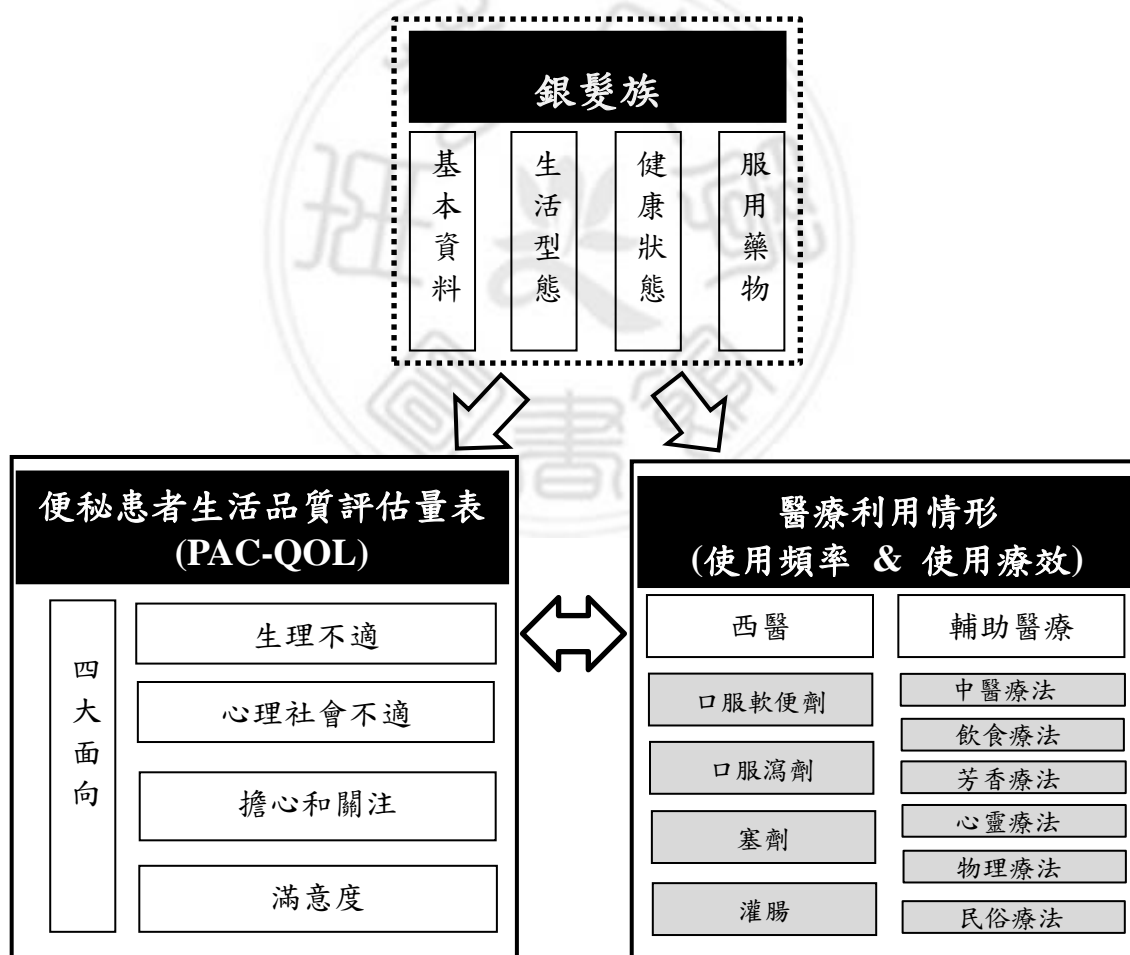 銀髮族
基本資料
生活型態
健康狀態
服用藥物
便秘患者生活品質評估量表
(PAC-QOL)
四大面向
生理不適
心理社會不適
擔心和關注
滿意度
醫療利用情形
(使用頻率 & 使用療效)
西醫
口服軟便劑
口服瀉劑
塞劑
灌腸
輔助醫療
中醫療法
飲食療法
芳香療法
心靈療法
物理療法
民俗療法